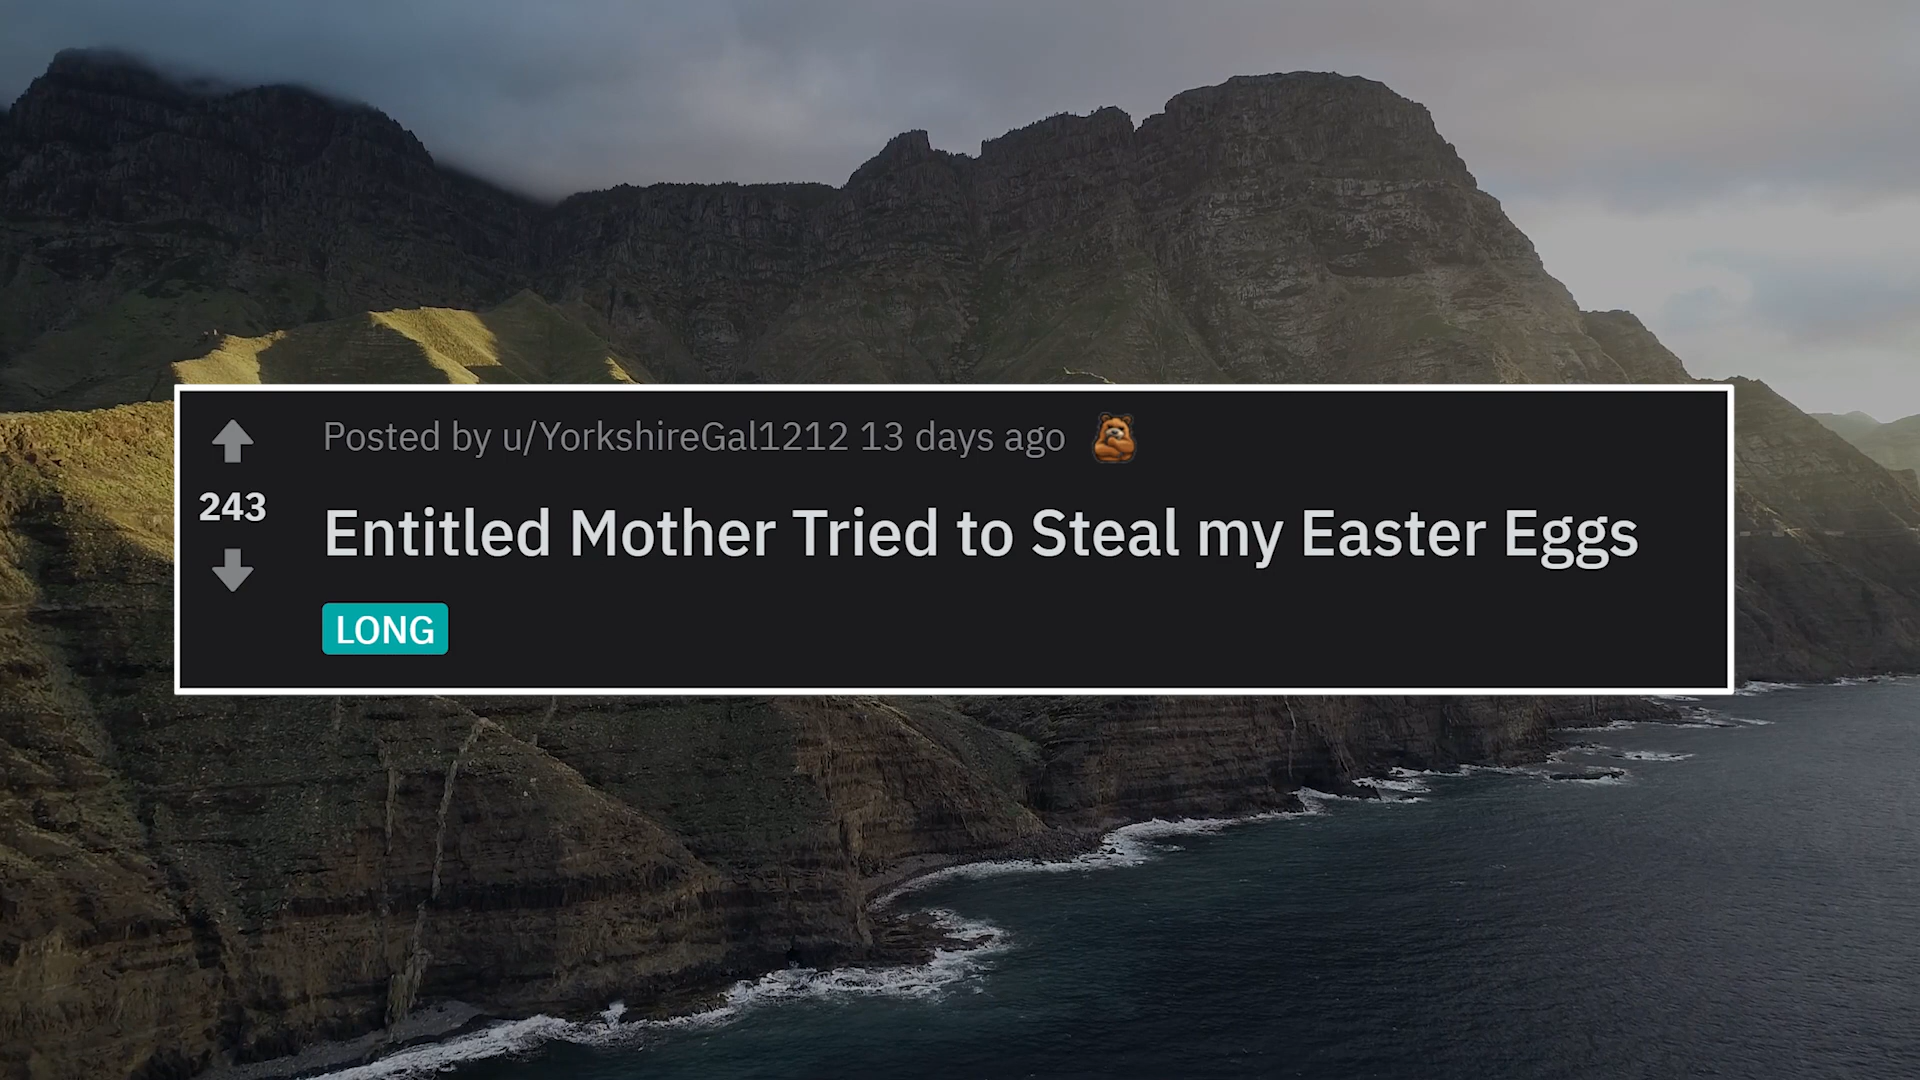 Posted by u/YorkshireGal1212 13 days ago
243
Entitled Mother Tried to Steal my Easter Eggs
LONG